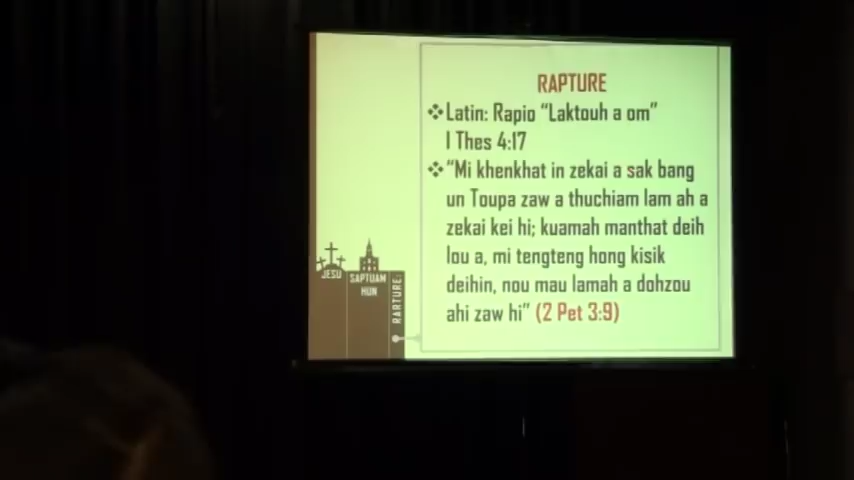 RAPTURE
❖Latin: Rapio “Laktouh a om”
I Thes 4:17
❖“Mi khenkhat in zekai a sak bang
un Toupa zaw a thuchiam lam ah a
zekai kei hi; kuamah manthat deih
lou a, mi tengteng hong kisik
deihin, nou mau lamah a dohzou
ahi zaw hi” (2 Pet 3:9)
JESU
SAPTUAM
HUN
RARTURE